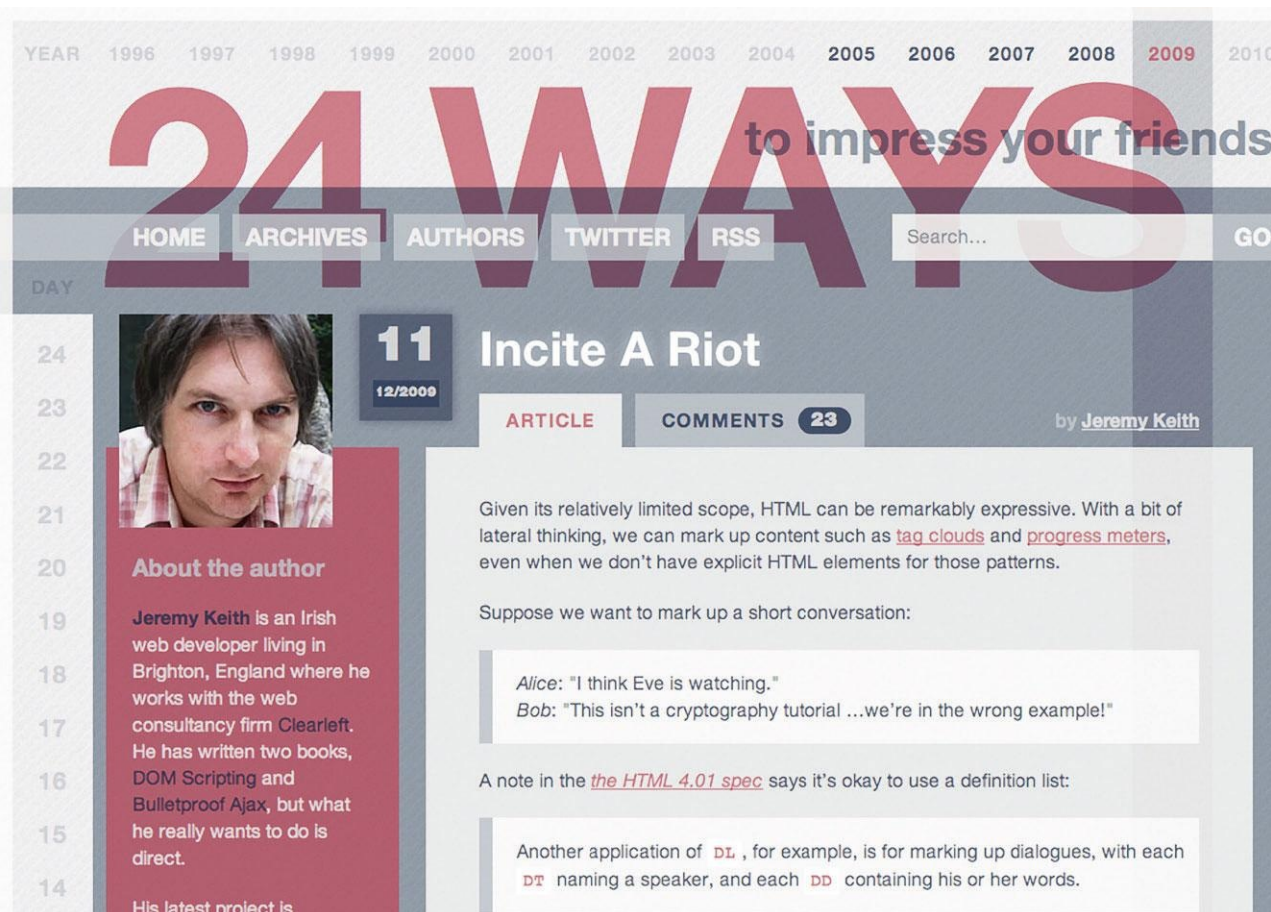 YEAR 1996 1997 1998 1999 2000 2001 2002 2003 2004 2005 2006 2007 2008 2009 2010
24 WAYS
to impress your friends
HOME ARCHIVES AUTHORS TWITTER RSS Search... GO
DAY
24
23
22
21
20
19
18
17
16
15
14
11
12/2009
Incite A Riot
ARTICLE COMMENTS 23 by Jeremy Keith
About the author
Jeremy Keith is an Irish
web developer living in
Brighton, England where he
works with the web
consultancy firm Clearleft.
He has written two books,
DOM Scripting and
Bulletproof Ajax, but what
he really wants to do is
direct.
His latest project is
Given its relatively limited scope, HTML can be remarkably expressive. With a bit of
lateral thinking, we can mark up content such as tag clouds and progress meters,
even when we don't have explicit HTML elements for those patterns.
Suppose we want to mark up a short conversation:
Alice: "I think Eve is watching."
Bob: "This isn't a cryptography tutorial ...we're in the wrong example!"
A note in the the HTML 4.01 spec says it's okay to use a definition list:
Another application of DL , for example, is for marking up dialogues, with each
DT naming a speaker, and each DD containing his or her words.